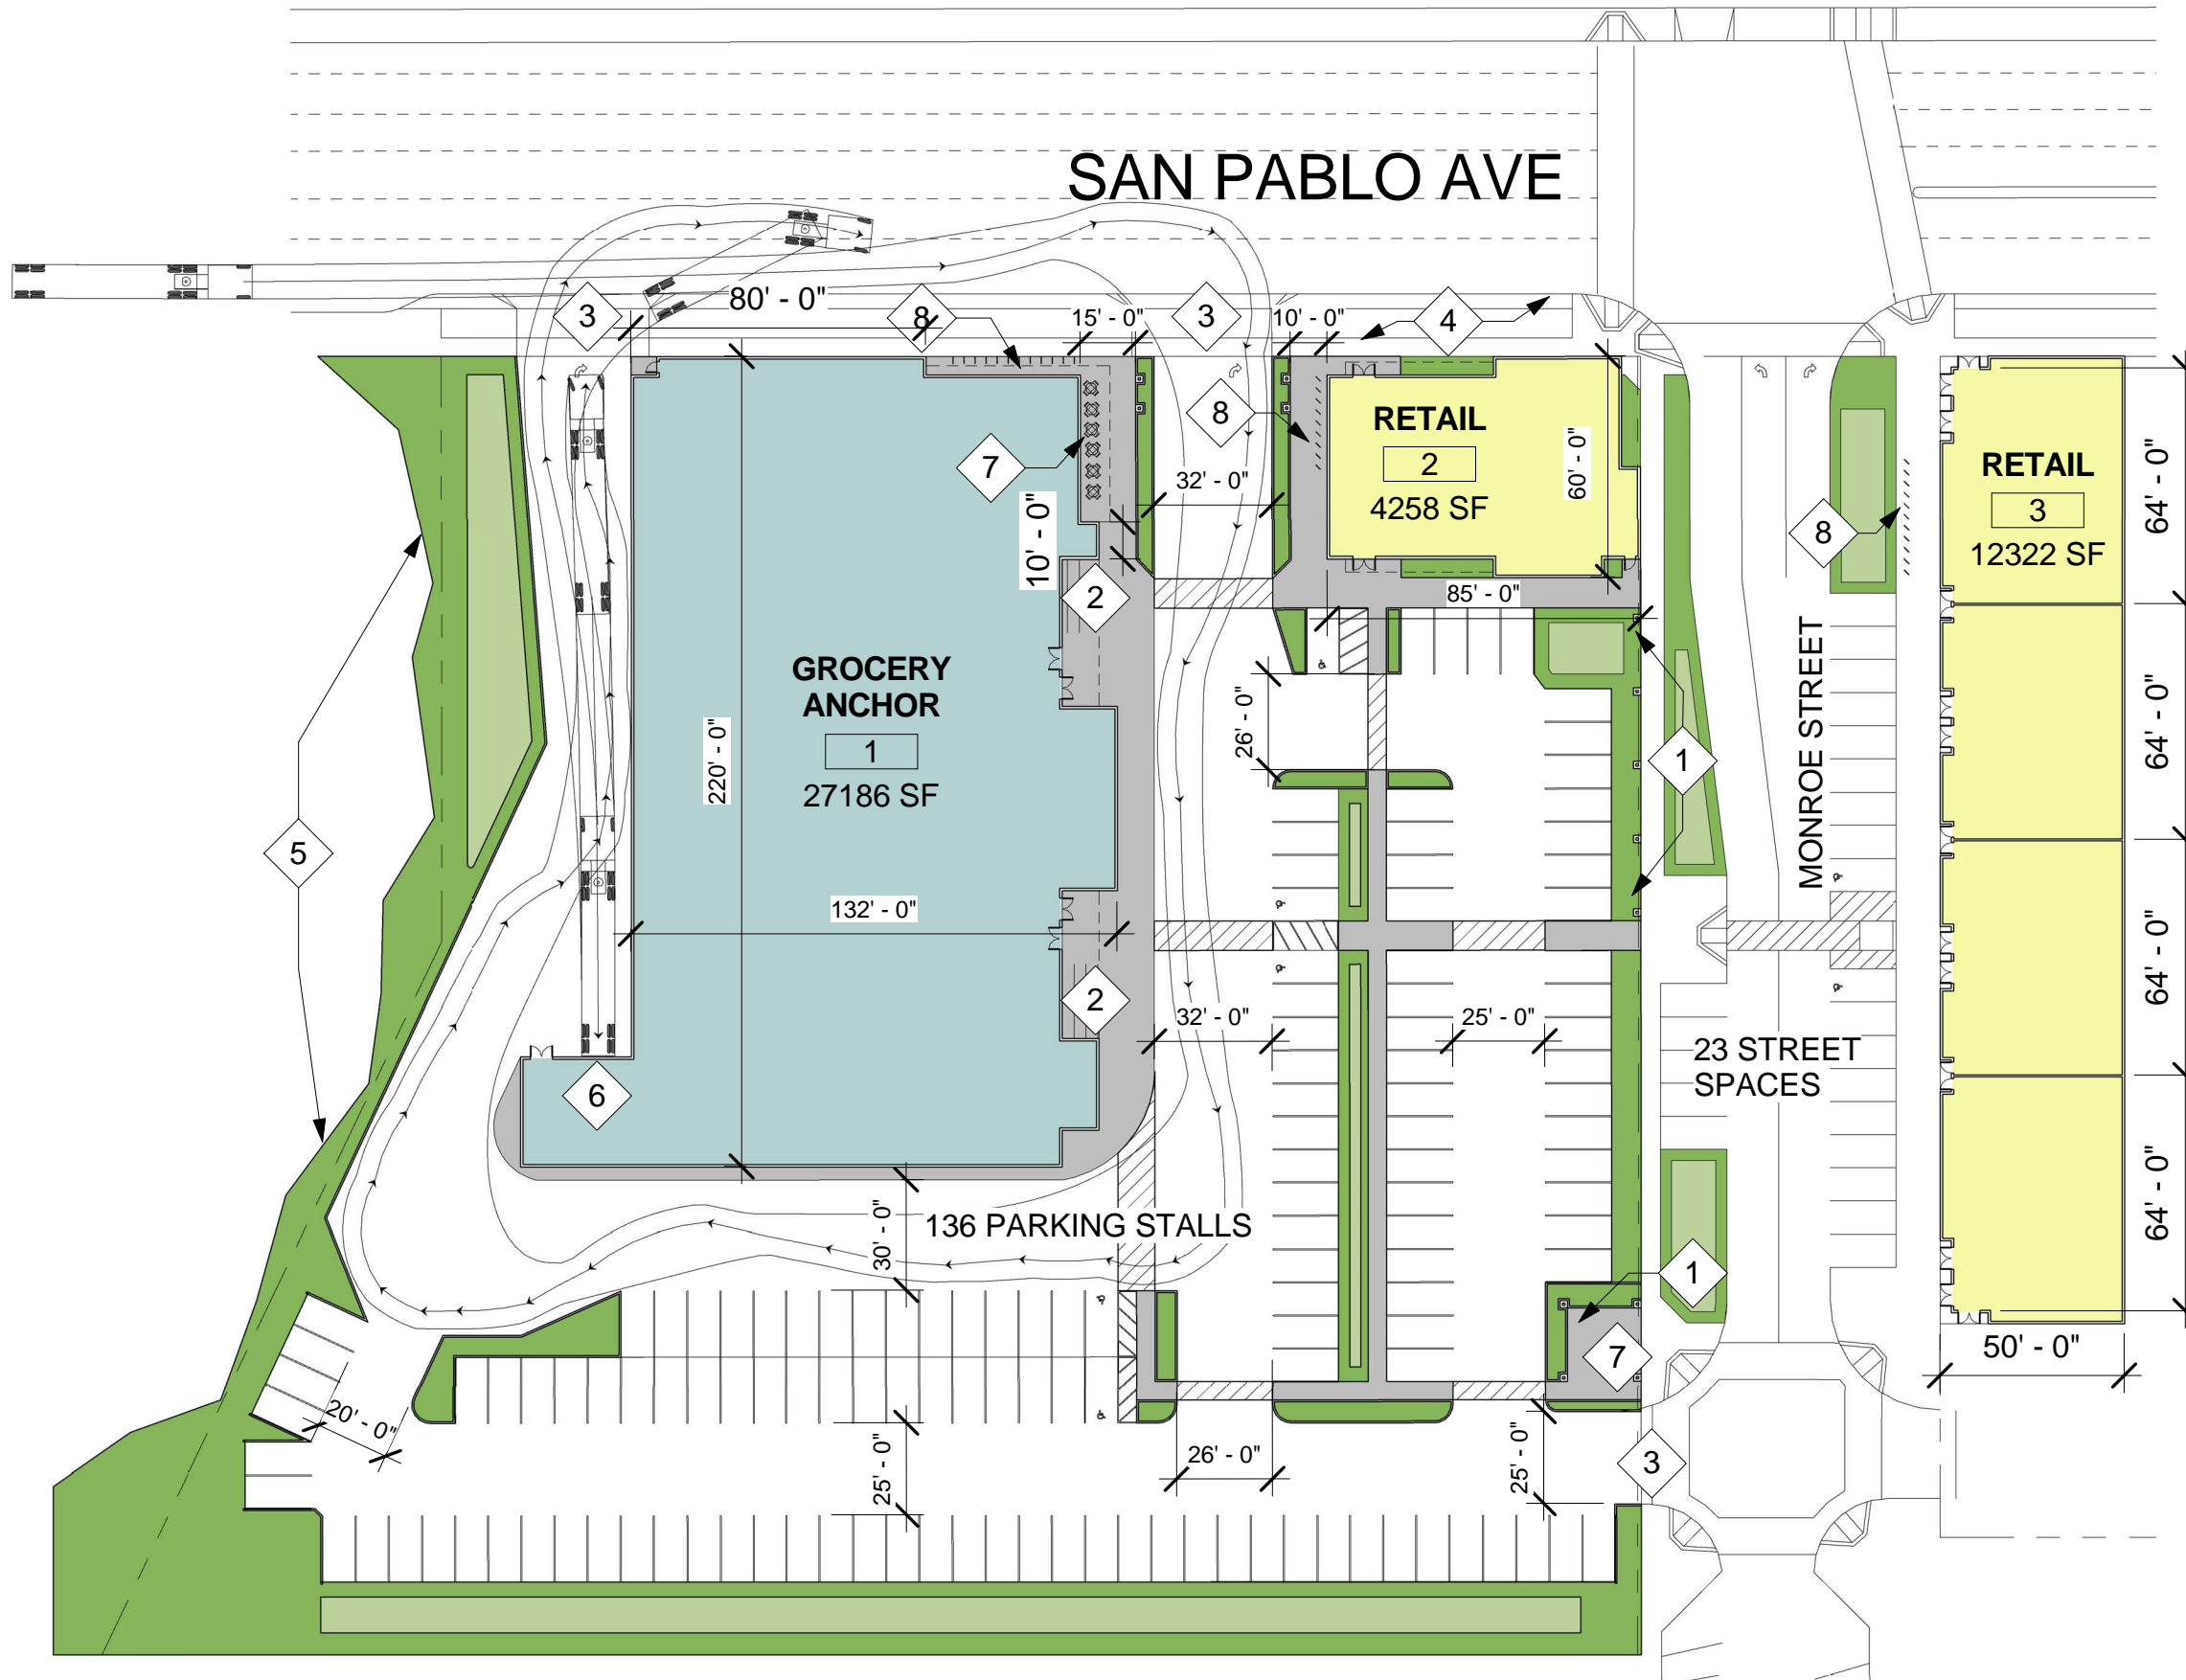 SAN PABLO AVE
80' - 0"
3
8
15' - 0"
3
10' - 0"
4
8
RETAIL
2
4258 SF
60' - 0"
RETAIL
3
12322 SF
64' - 0"
7
32' - 0"
10' - 0"
8
2
85' - 0"
GROCERY
ANCHOR
1
27186 SF
220' - 0"
26' - 0"
1
MONROE STREET
64' - 0"
5
132' - 0"
2
32' - 0"
25' - 0"
64' - 0"
23 STREET
SPACES
6
136 PARKING STALLS
30' - 0"
1
64' - 0"
7
50' - 0"
20' - 0"
25' - 0"
26' - 0"
25' - 0"
3